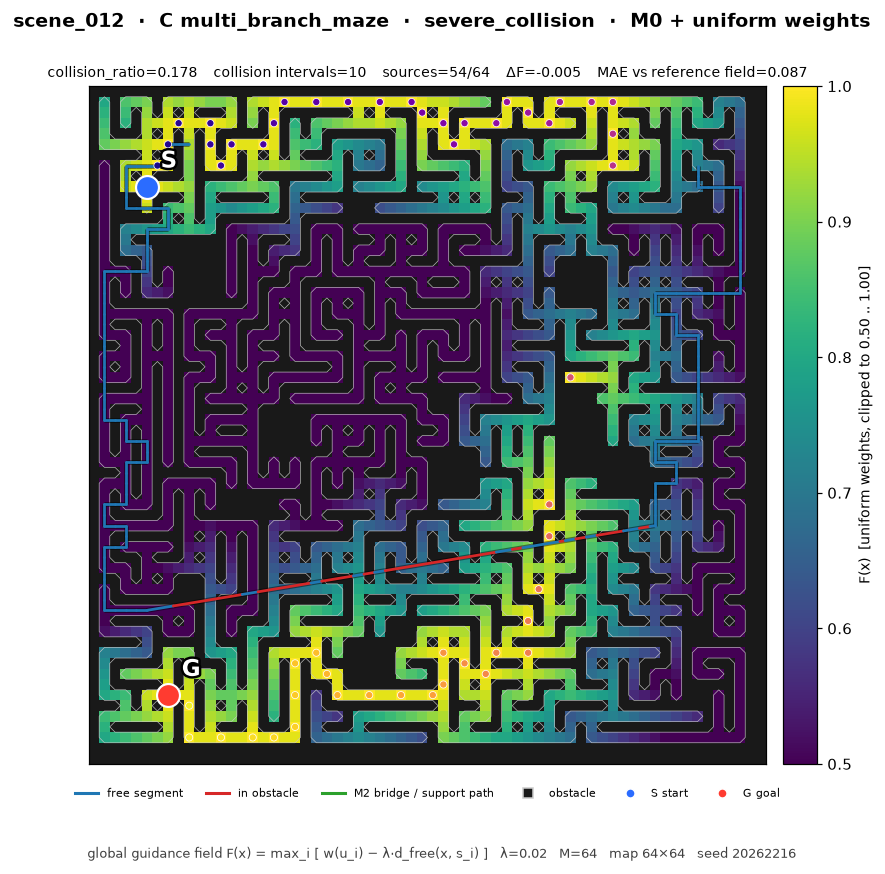 scene_012 · C multi_branch_maze · severe_collision · M0 + uniform weights
collision_ratio=0.178 collision intervals=10 sources=54/64 ΔF=-0.005 MAE vs reference field=0.087
S
G
1.0
0.9
0.8
0.7
0.6
0.5
F(x) [uniform weights, clipped to 0.50 .. 1.00]
free segment
in obstacle
M2 bridge / support path
obstacle
S start
G goal
global guidance field F(x) = max_i [ w(u_i) − λ·d_free(x, s_i) ] λ=0.02 M=64 map 64×64 seed 20262216